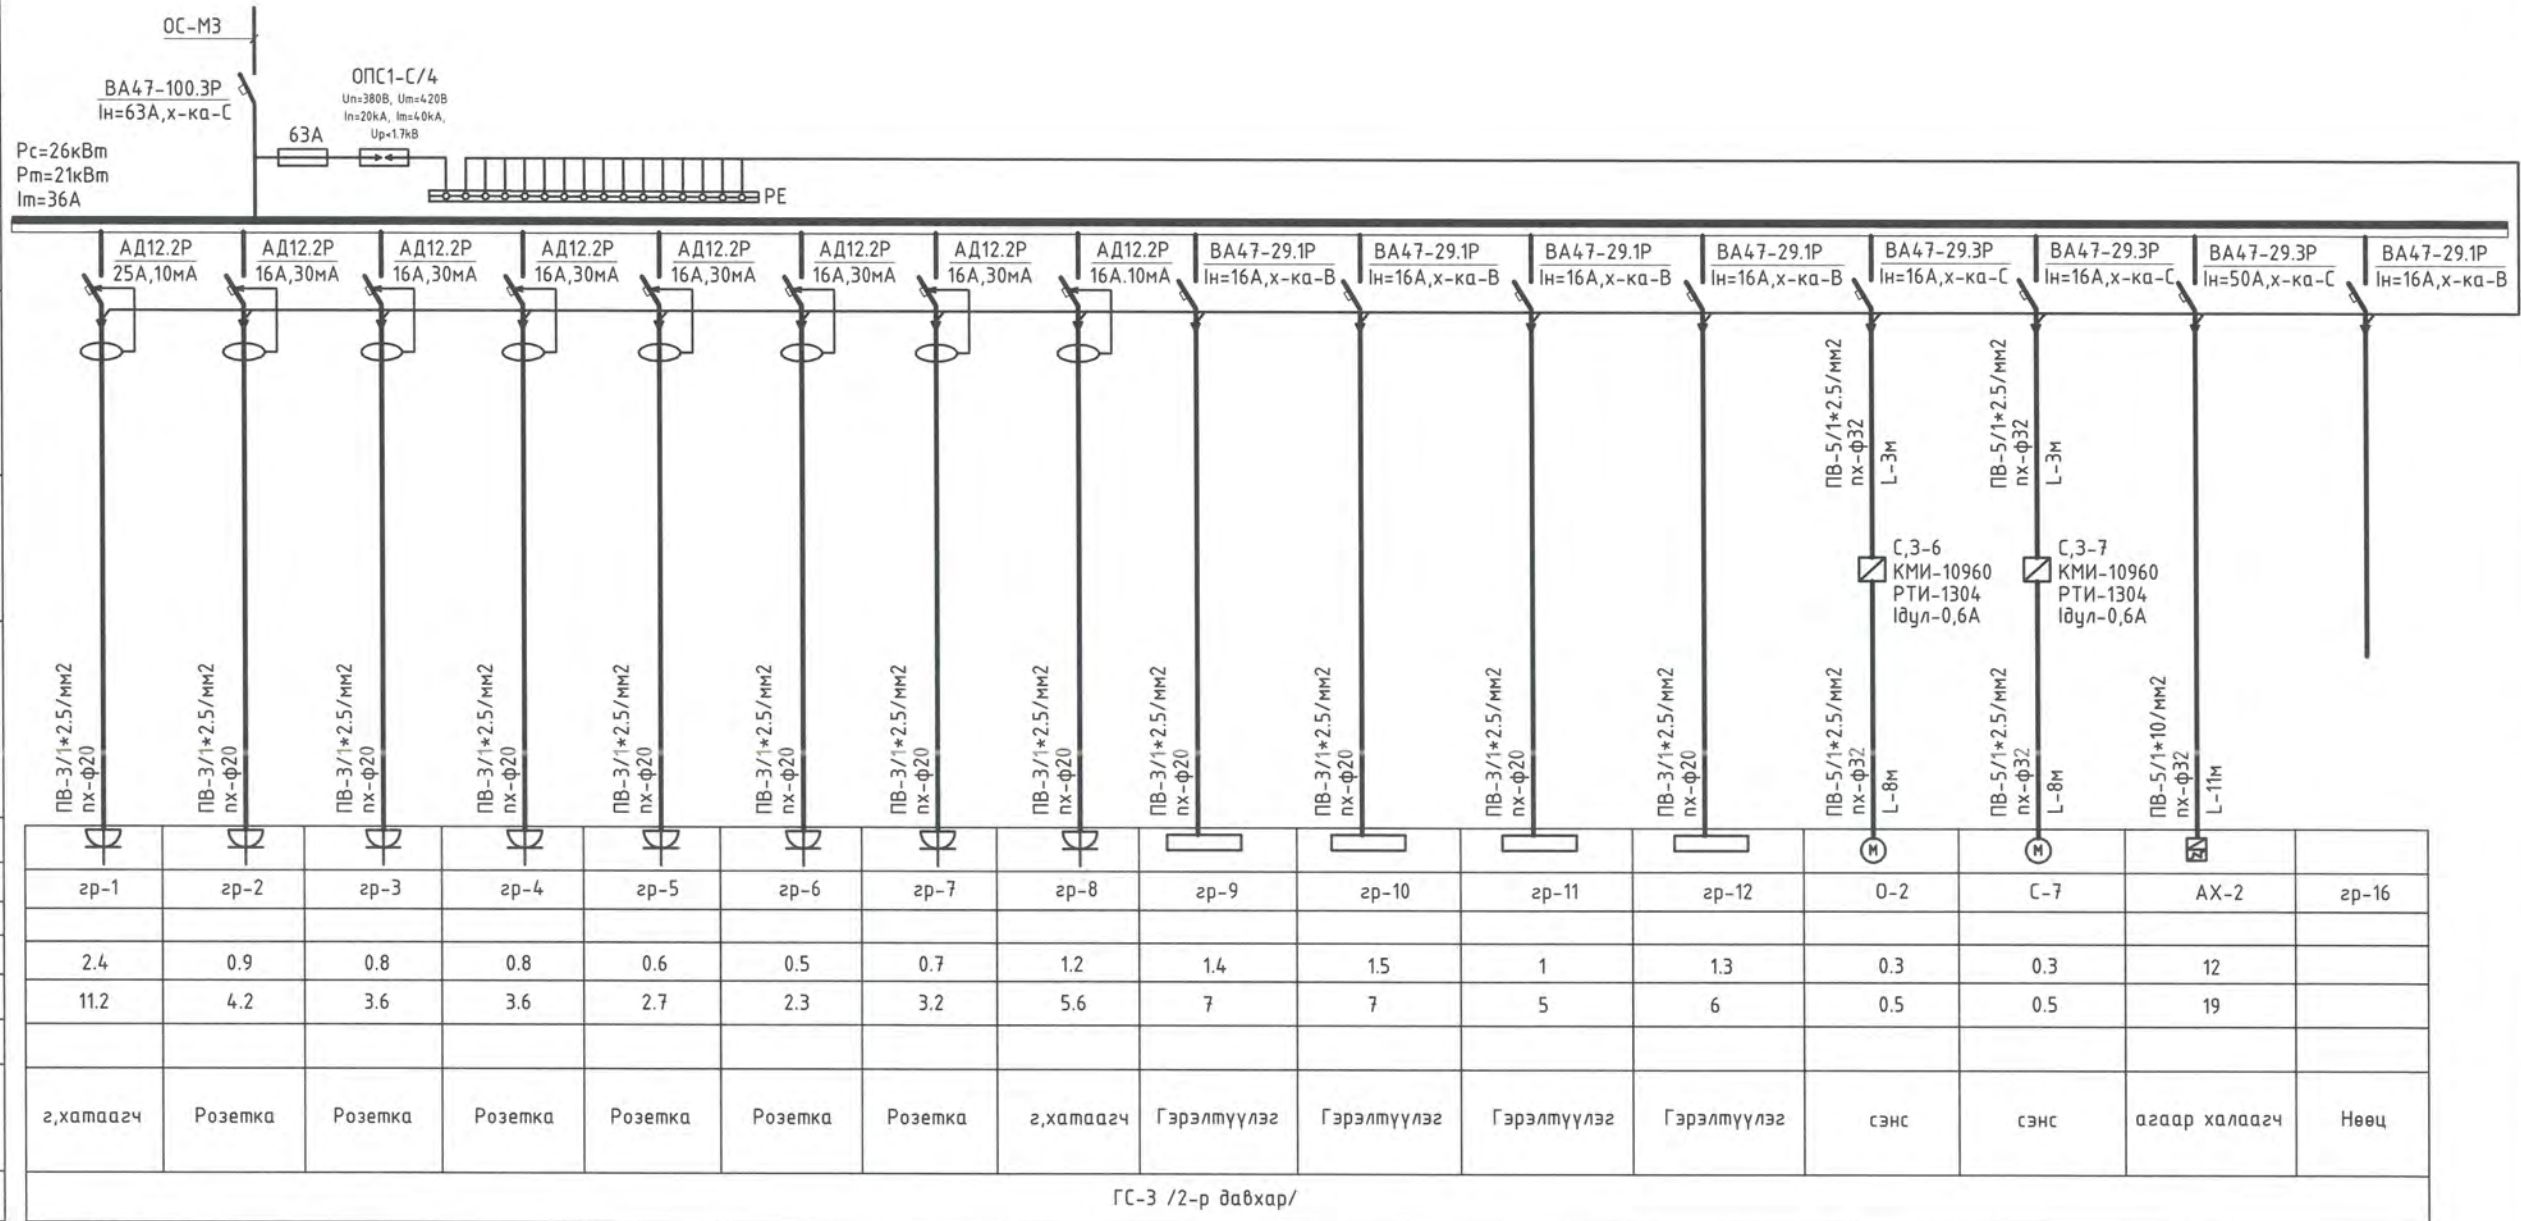 ОС-М3
ВА47-100.3Р
Iн=63А,х-ка-С
ОПС1-С/4
Un=380В, Um=420В
In=20kA, Im=40kA,
Up<1.7kB
63А
Рс=26кВт
Рт=21кВт
Iт=36А
РЕ
АД12.2Р
25А,10мА
АД12.2Р
16А,30мА
АД12.2Р
16А,30мА
АД12.2Р
16А,30мА
АД12.2Р
16А,30мА
АД12.2Р
16А,30мА
АД12.2Р
16А,30мА
АД12.2Р
16А.10мА
ВА47-29.1Р
Iн=16А,х-ка-В
ВА47-29.1Р
Iн=16А,х-ка-В
ВА47-29.1Р
Iн=16А,х-ка-В
ВА47-29.1Р
Iн=16А,х-ка-В
ВА47-29.3Р
Iн=16А,х-ка-С
ВА47-29.3Р
Iн=16А,х-ка-С
ВА47-29.3Р
Iн=50А,х-ка-С
ВА47-29.1Р
Iн=16А,х-ка-В
ПВ-5/1*2.5/мм2
пх-ф32
L-3м
ПВ-5/1*2.5/мм2
пх-ф32
L-3м
С,З-6
КМИ-10960
РТИ-1304
Iдул-0,6А
С,З-7
КМИ-10960
РТИ-1304
Iдул-0,6А
ПВ-3/1*2.5/мм2
пх-ф20
ПВ-3/1*2.5/мм2
пх-ф20
ПВ-3/1*2.5/мм2
пх-ф20
ПВ-3/1*2.5/мм2
пх-ф20
ПВ-3/1*2.5/мм2
пх-ф20
ПВ-3/1*2.5/мм2
пх-ф20
ПВ-3/1*2.5/мм2
пх-ф20
ПВ-3/1*2.5/мм2
пх-ф20
ПВ-3/1*2.5/мм2
пх-ф20
ПВ-3/1*2.5/мм2
пх-ф20
ПВ-3/1*2.5/мм2
пх-ф20
ПВ-3/1*2.5/мм2
пх-ф20
ПВ-5/1*2.5/мм2
пх-ф32
L-8м
ПВ-5/1*2.5/мм2
пх-ф32
L-8м
ПВ-5/1*10/мм2
пх-ф32
L-11м
М М
гр-1 гр-2 гр-3 гр-4 гр-5 гр-6 гр-7 гр-8 гр-9 гр-10 гр-11 гр-12 О-2 С-7 АХ-2 гр-16
2.4 0.9 0.8 0.8 0.6 0.5 0.7 1.2 1.4 1.5 1 1.3 0.3 0.3 12
11.2 4.2 3.6 3.6 2.7 2.3 3.2 5.6 7 7 5 6 0.5 0.5 19
г,хатаагч Розетка Розетка Розетка Розетка Розетка Розетка г,хатаагч Гэрэлтүүлэг Гэрэлтүүлэг Гэрэлтүүлэг Гэрэлтүүлэг сэнс сэнс агаар халаагч Нөөц
ГС-3 /2-р давхар/